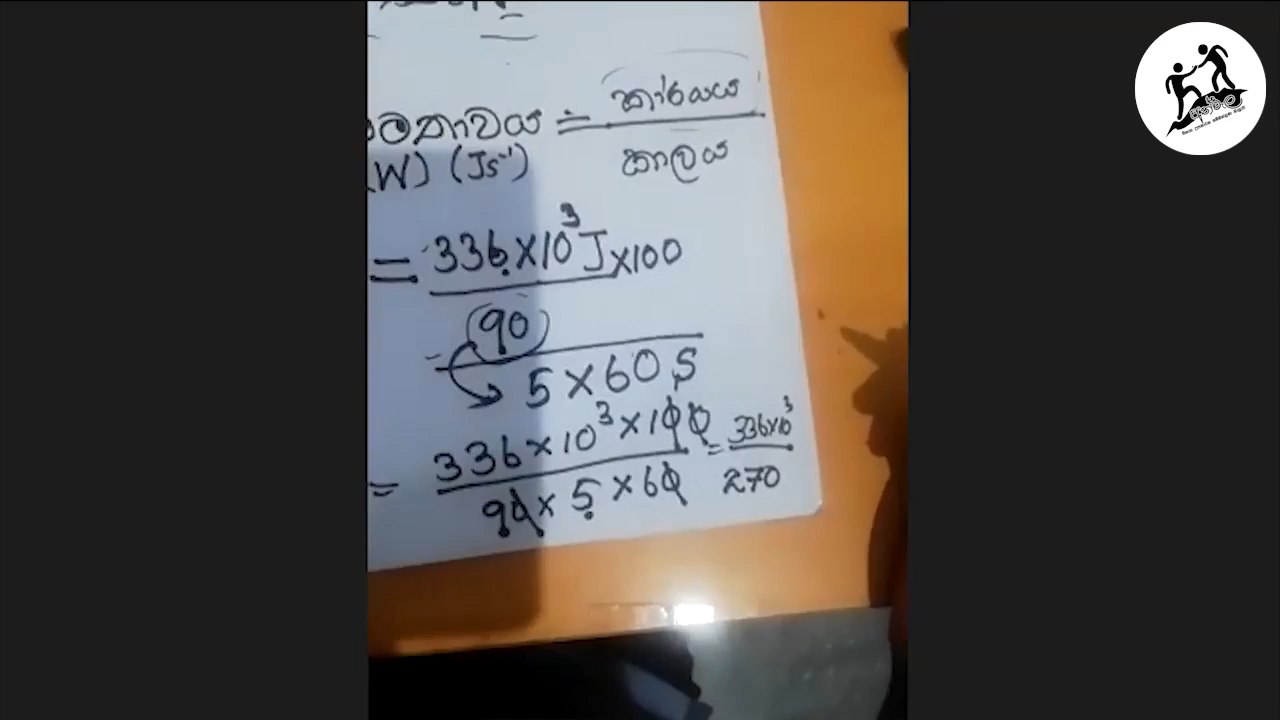 කාර්යය
මතාවය =
(W) (Js⁻¹)
කාලය
= 336×10³J×100
90
5×60 s
= 336×10³×100 = 336×10³
90×5×60 270